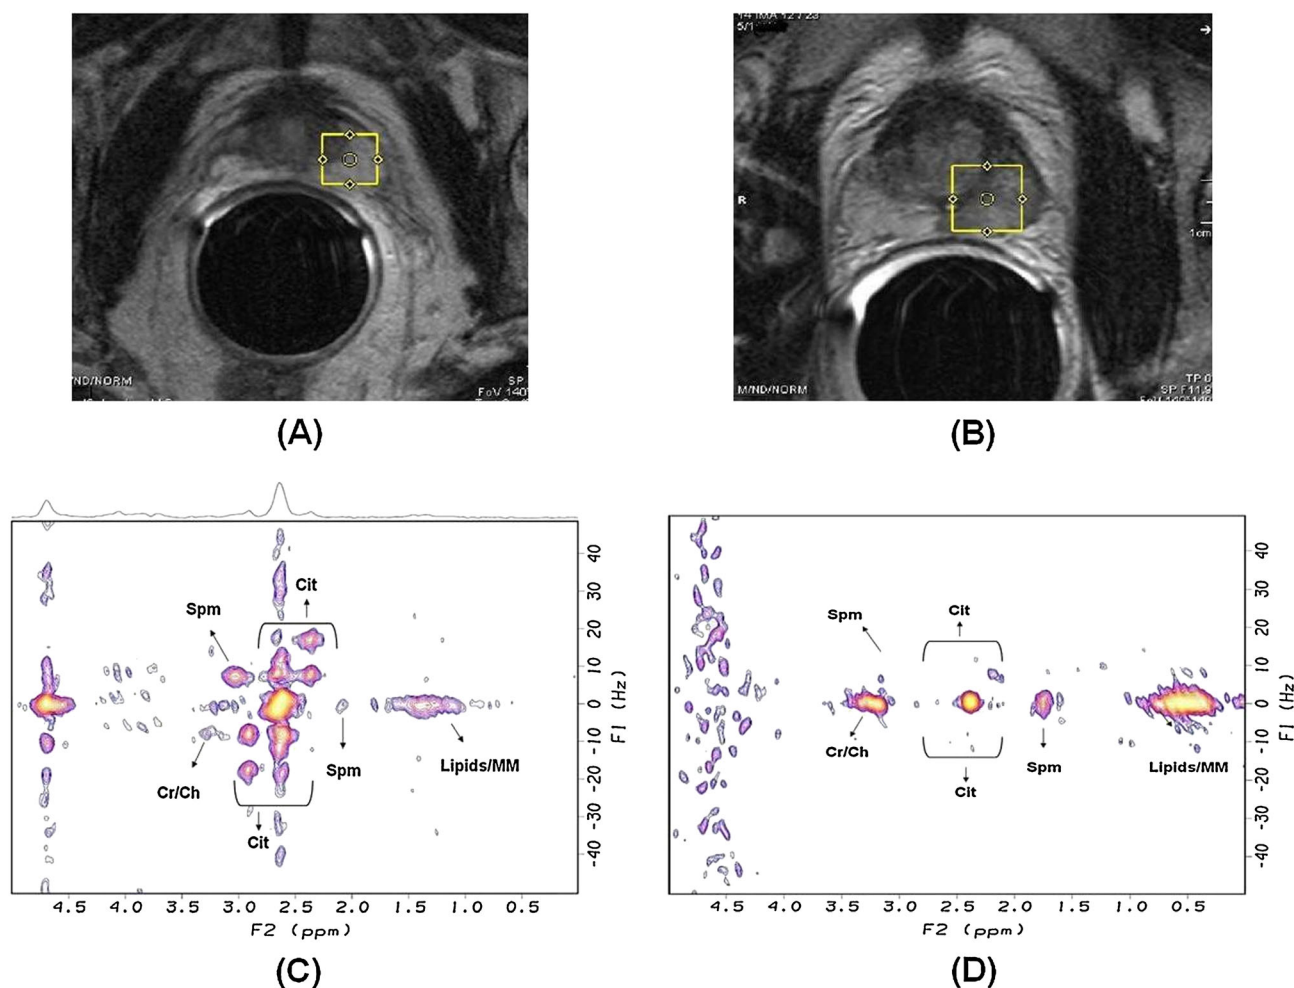 R
1cm
/ND/NORM
SP
FoV 140
M/ND/NORM
TP 0
SP F11.9
(A)
(B)
Cit
Spm
Cr/Ch
Cit
Spm
Lipids/MM
40
30
20
10
0
-10
-20
-30
-40
F1 (Hz)
4.5 4.0 3.5 3.0 2.5 2.0 1.5 1.0 0.5
F2 (ppm)
(C)
Spm
Cit
Cr/Ch
Cit
Spm
Lipids/MM
40
30
20
10
0
-10
-20
-30
-40
F1 (Hz)
4.5 4.0 3.5 3.0 2.5 2.0 1.5 1.0 0.5
F2 (ppm)
(D)